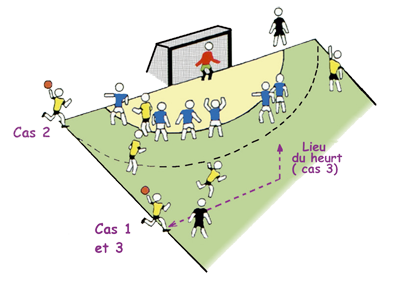 Cas 2
Lieu
du heurt
( cas 3)
Cas 1
et 3